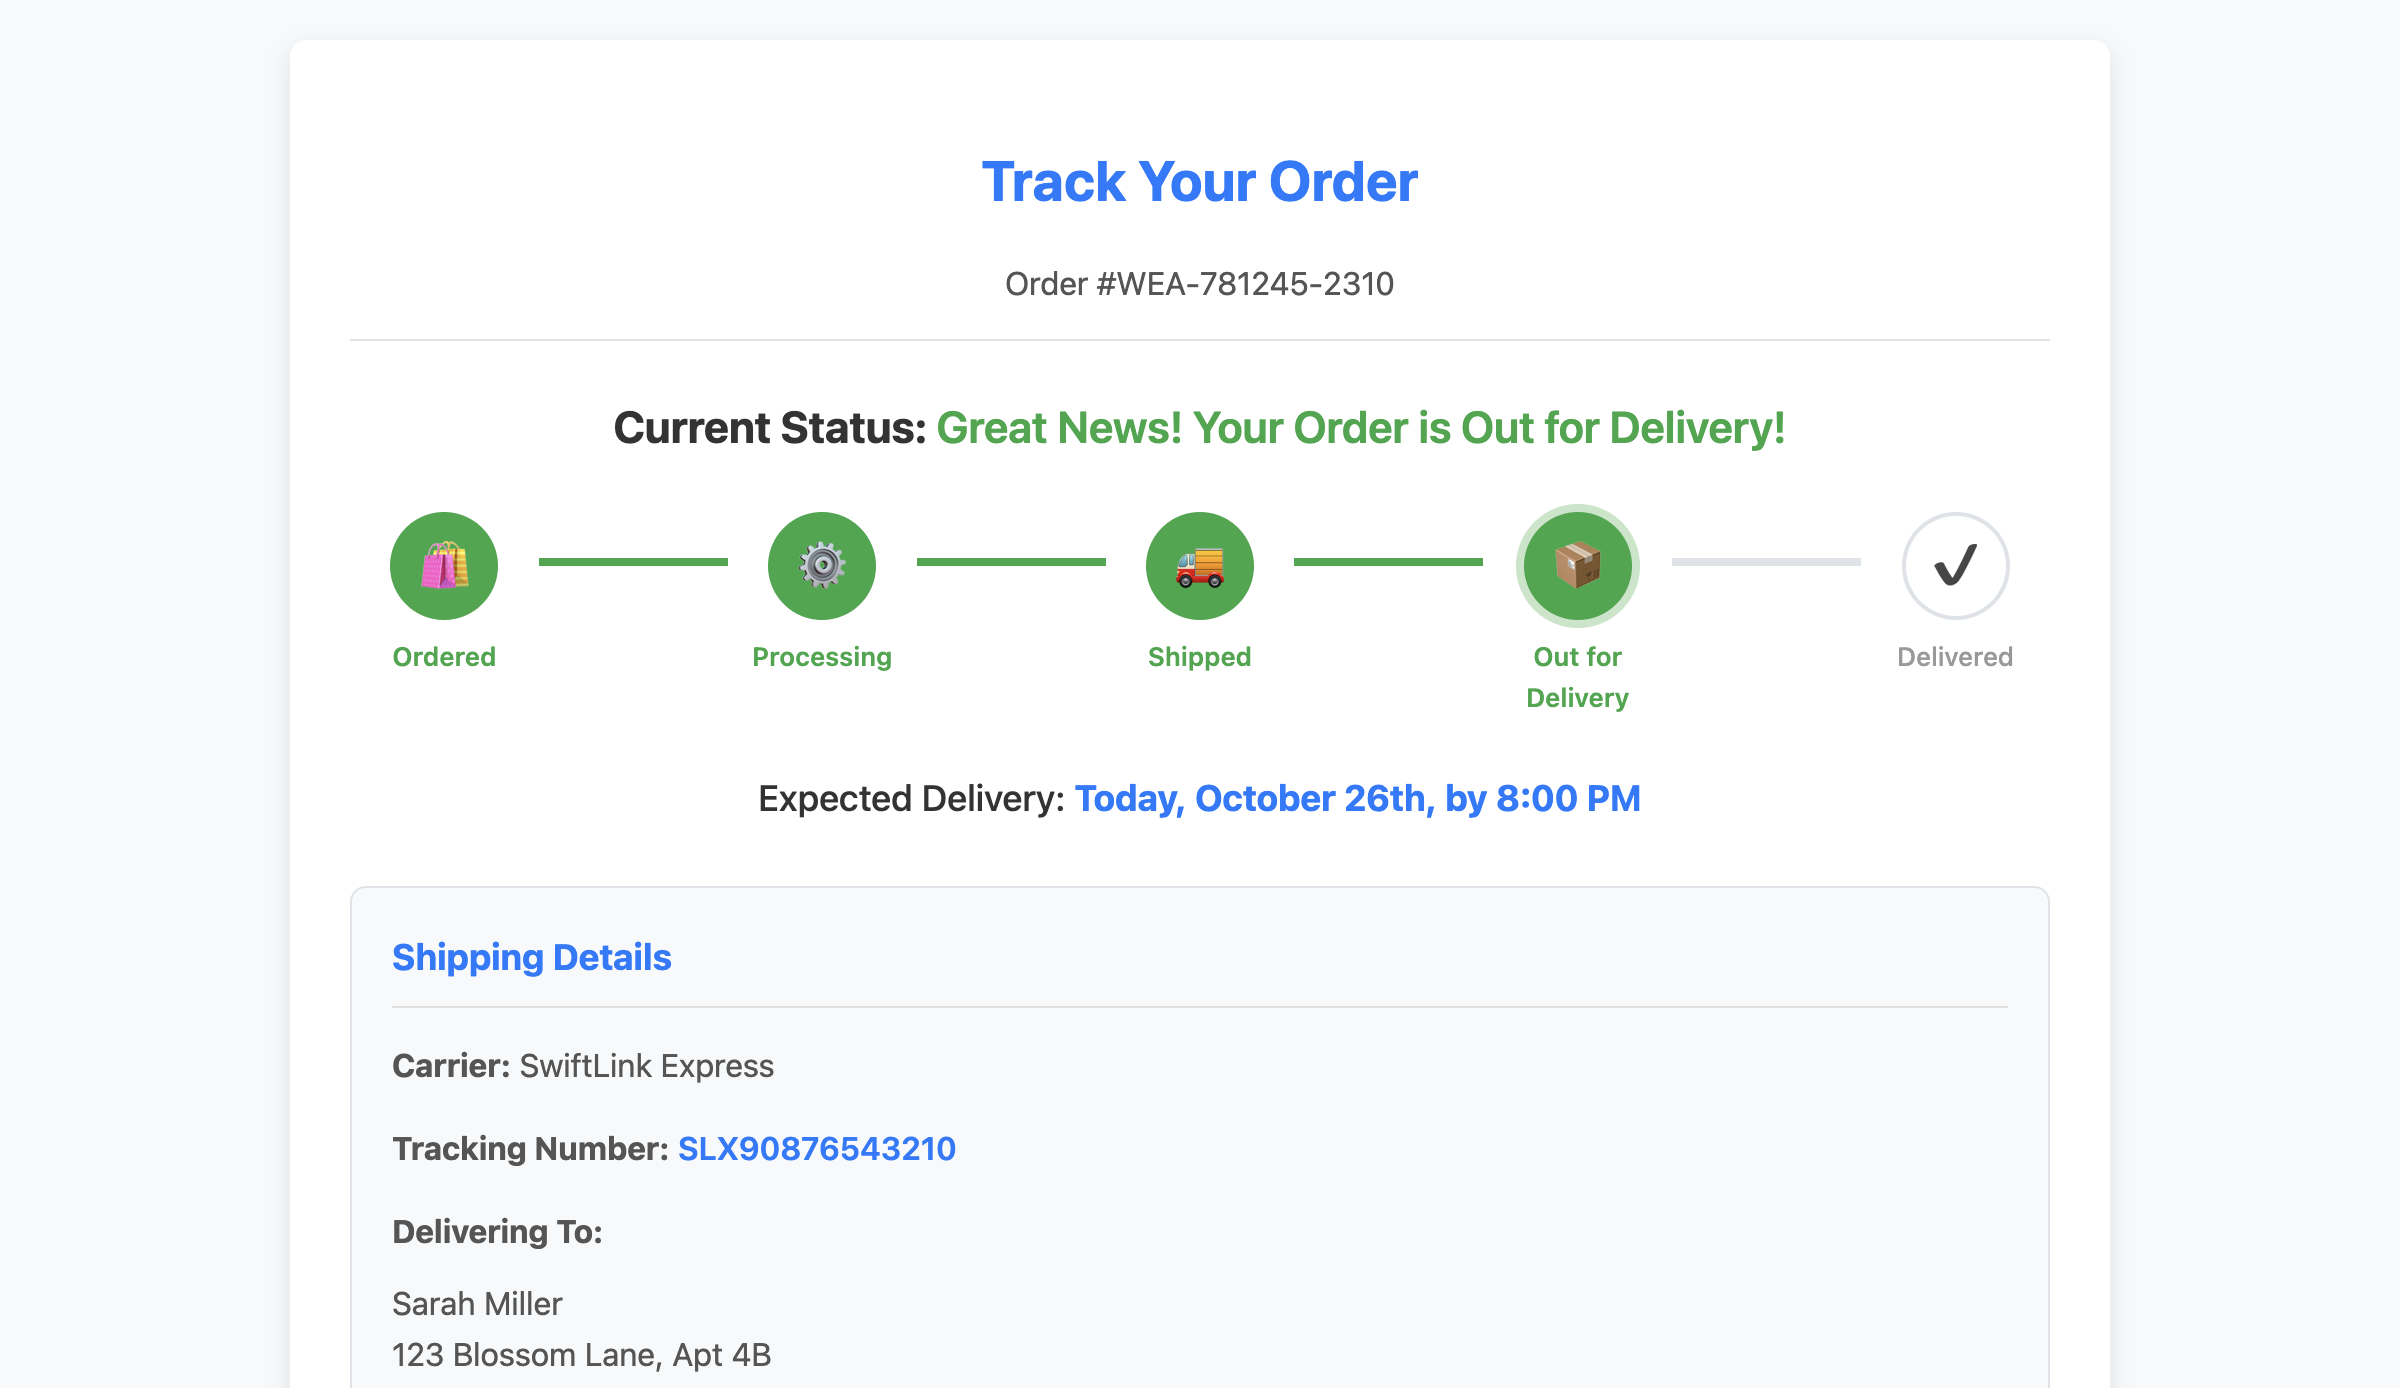 Track Your Order
Order #WEA-781245-2310
Current Status: Great News! Your Order is Out for Delivery!
Ordered
Processing
Shipped
Out for
Delivery
Delivered
Expected Delivery: Today, October 26th, by 8:00 PM
Shipping Details
Carrier: SwiftLink Express
Tracking Number: SLX90876543210
Delivering To:
Sarah Miller
123 Blossom Lane, Apt 4B